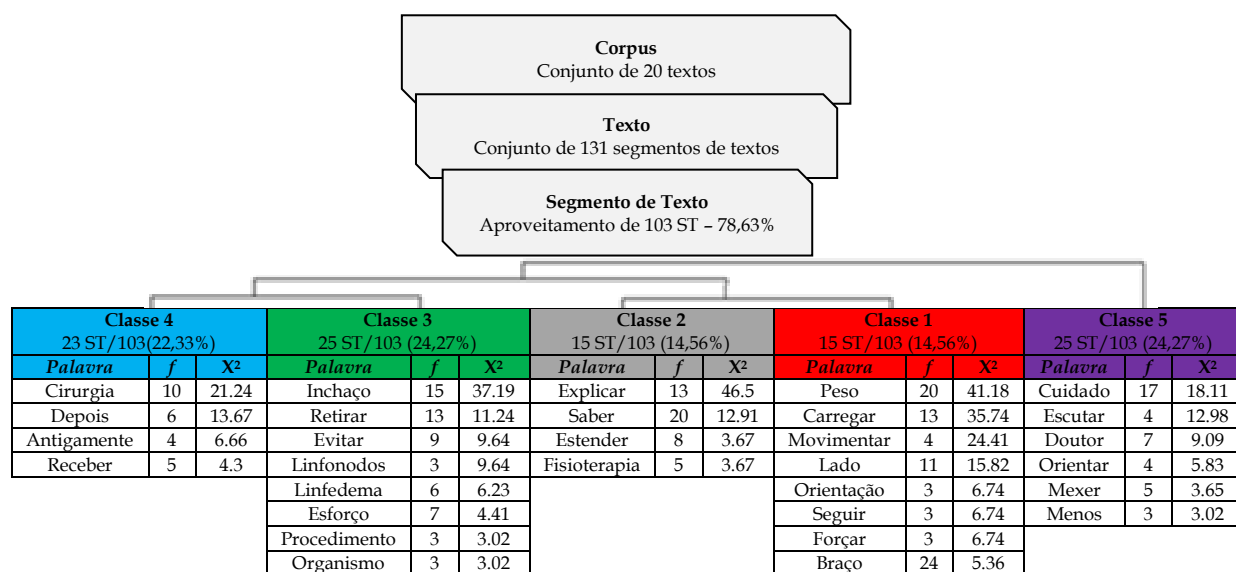 Corpus
Conjunto de 20 textos
Texto
Conjunto de 131 segmentos de textos
Segmento de Texto
Aproveitamento de 103 ST – 78,63%
Classe 4 Classe 3 Classe 2 Classe 1 Classe 5
23 ST/103(22,33%) 25 ST/103 (24,27%) 15 ST/103 (14,56%) 15 ST/103 (14,56%) 25 ST/103 (24,27%)
Palavra f X² Palavra f X² Palavra f X² Palavra f X² Palavra f X²
Cirurgia 10 21.24 Inchaço 15 37.19 Explicar 13 46.5 Peso 20 41.18 Cuidado 17 18.11
Depois 6 13.67 Retirar 13 11.24 Saber 20 12.91 Carregar 13 35.74 Escutar 4 12.98
Antigamente 4 6.66 Evitar 9 9.64 Estender 8 3.67 Movimentar 4 24.41 Doutor 7 9.09
Receber 5 4.3 Linfonodos 3 9.64 Fisioterapia 5 3.67 Lado 11 15.82 Orientar 4 5.83
Linfedema 6 6.23 Orientação 3 6.74 Mexer 5 3.65
Esforço 7 4.41 Seguir 3 6.74 Menos 3 3.02
Procedimento 3 3.02 Forçar 3 6.74
Organismo 3 3.02 Braço 24 5.36